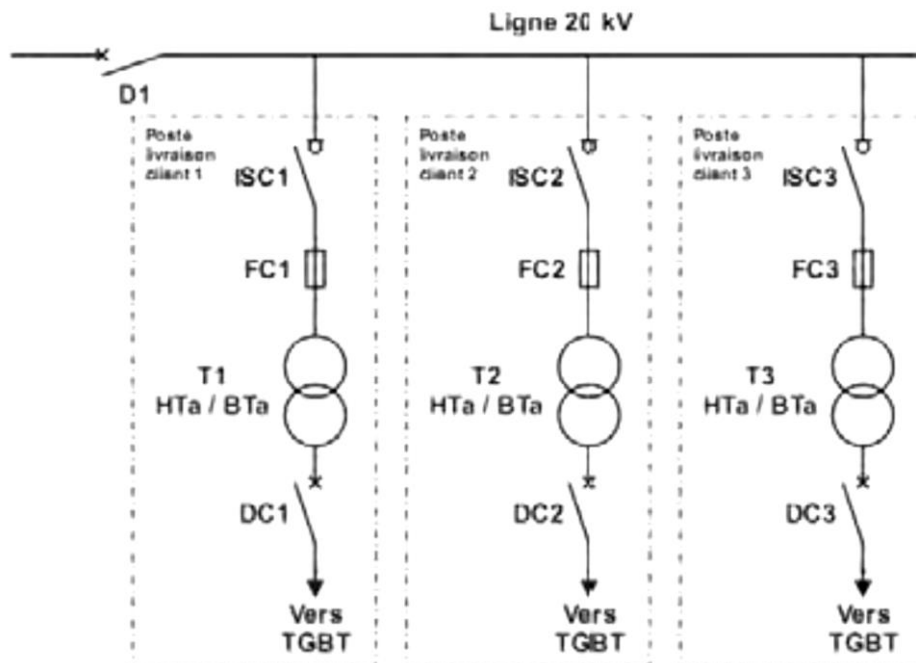 Ligne 20 kV
D1
Poste
livraison
client 1
ISC1
FC1
T1
HTa / BTa
DC1
Vers
TGBT
Poste
livraison
client 2
ISC2
FC2
T2
HTa / BTa
DC2
Vers
TGBT
Poste
livraison
client 3
ISC3
FC3
T3
HTa / BTa
DC3
Vers
TGBT